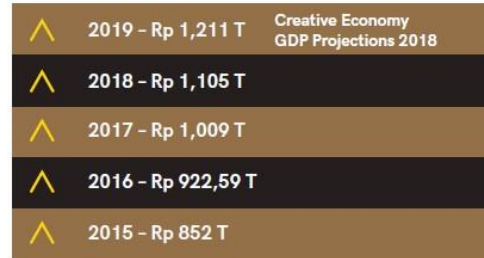 2019 – Rp 1,211 T
Creative Economy
GDP Projections 2018
2018 – Rp 1,105 T
2017 – Rp 1,009 T
2016 – Rp 922,59 T
2015 – Rp 852 T